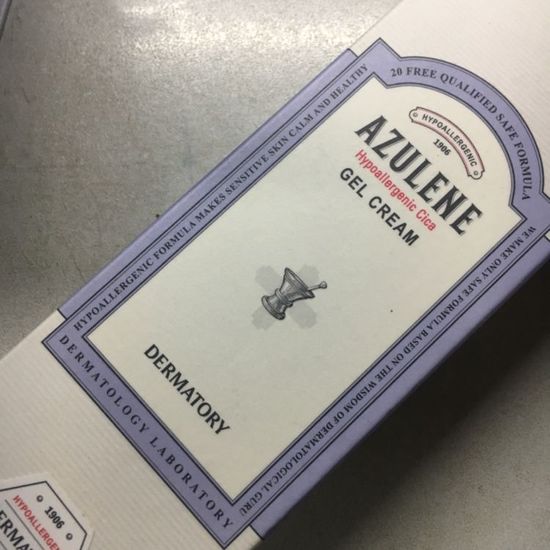 20 FREE QUALIFIED SAFE FORMULA
HYPOALLERGENIC
1906
AZULENE
Hypoallergenic Cica
GEL CREAM
DERMATORY
HYPOALLERGENIC FORMULA MAKES SENSITIVE SKIN CALM AND HEALTHY
WE MAKE ONLY SAFE FORMULA BASED ON THE WISDOM OF DERMATOLOGICAL GURU
DERMATOLOGY LABORATORY
1906
HYPOALLERGENIC